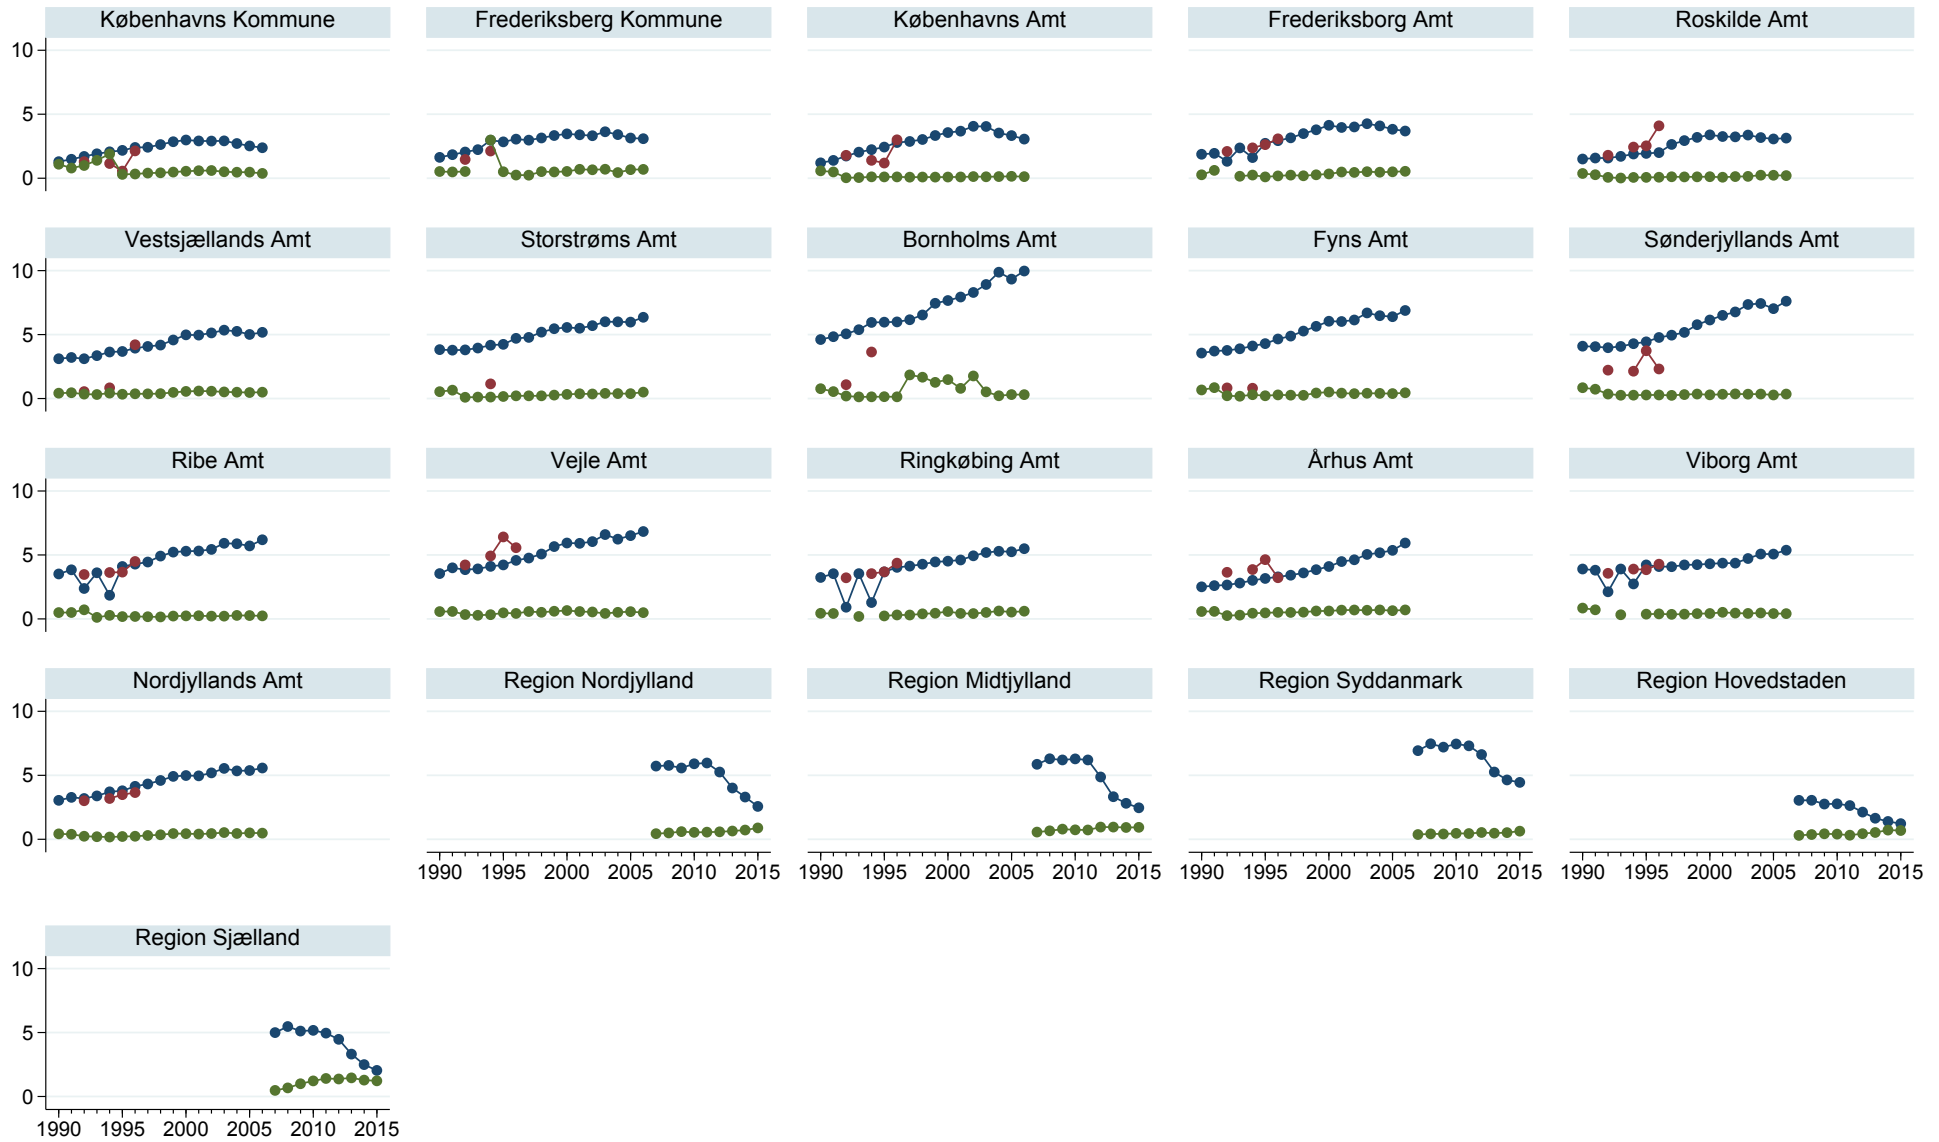 Københavns Kommune Frederiksberg Kommune Københavns Amt Frederiksborg Amt Roskilde Amt
10
5
0
Vestsjællands Amt Storstrøms Amt Bornholms Amt Fyns Amt Sønderjyllands Amt
10
5
0
Ribe Amt Vejle Amt Ringkøbing Amt Århus Amt Viborg Amt
10
5
0
Nordjyllands Amt Region Nordjylland Region Midtjylland Region Syddanmark Region Hovedstaden
10
5
0
1990 1995 2000 2005 2010 2015 1990 1995 2000 2005 2010 2015 1990 1995 2000 2005 2010 2015 1990 1995 2000 2005 2010 2015
Region Sjælland
10
5
0
1990 1995 2000 2005 2010 2015